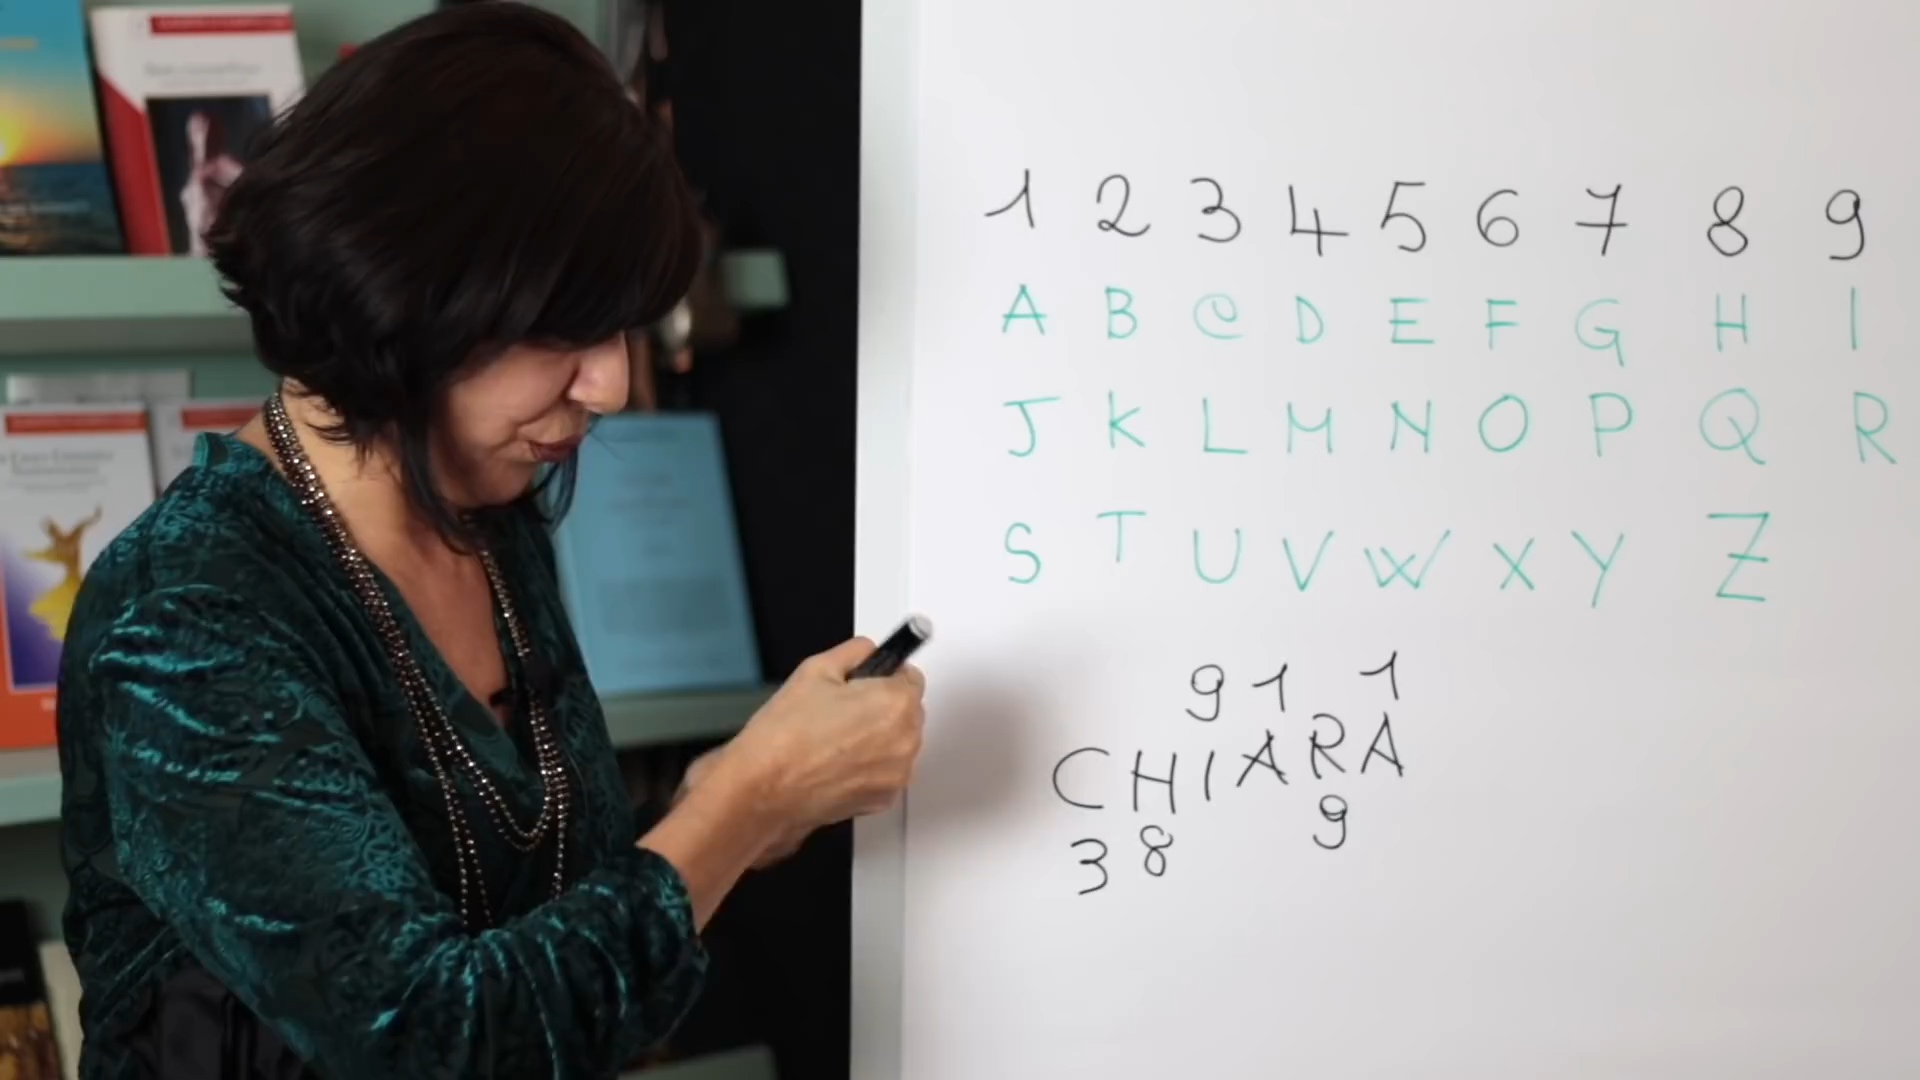 1 2 3 4 5 6 7 8 9
A B C D E F G H I
J K L M N O P Q R
S T U V W X Y Z
9 1 1
CHIARA
3 8 9